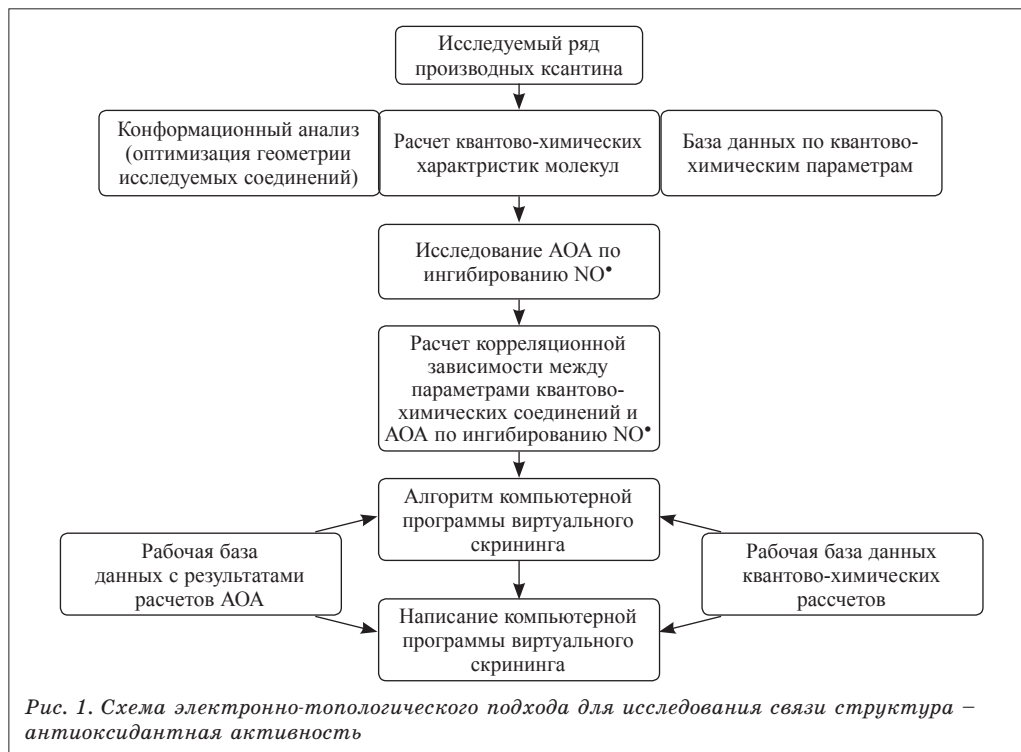 Исследуемый ряд
производных ксантина
Конформационный анализ
(оптимизация геометрии
исследуемых соединений)
Расчет квантово-химических
характристик молекул
База данных по квантово-
химическим параметрам
Исследование АОА по
ингибированию NO•
Расчет корреляционной
зависимости между
параметрами квантово-
химических соединений и
АОА по ингибированию NO•
Алгоритм компьютерной
программы виртуального
скрининга
Рабочая база
данных с результатами
расчетов АОА
Рабочая база данных
квантово-химических
рассчетов
Написание компьютерной
программы виртуального
скрининга
Рис. 1. Схема электронно-топологического подхода для исследования связи структура –
антиоксидантная активность